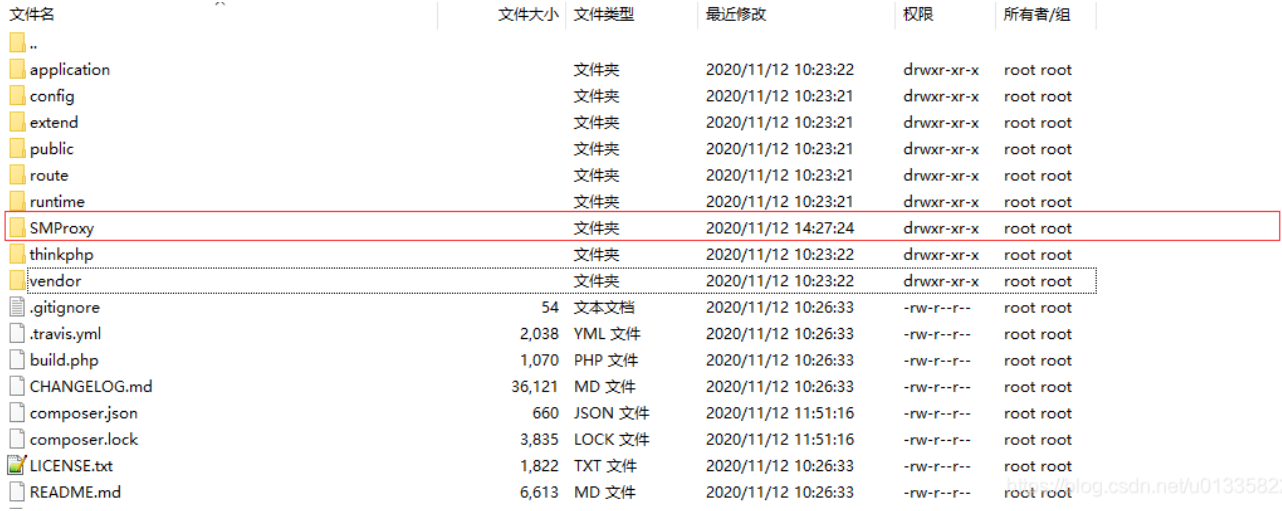 文件名 文件大小 文件类型 最近修改 权限 所有者/组
..
application 文件夹 2020/11/12 10:23:22 drwxr-xr-x root root
config 文件夹 2020/11/12 10:23:21 drwxr-xr-x root root
extend 文件夹 2020/11/12 10:23:21 drwxr-xr-x root root
public 文件夹 2020/11/12 10:23:21 drwxr-xr-x root root
route 文件夹 2020/11/12 10:23:21 drwxr-xr-x root root
runtime 文件夹 2020/11/12 10:23:21 drwxr-xr-x root root
SMProxy 文件夹 2020/11/12 14:27:24 drwxr-xr-x root root
thinkphp 文件夹 2020/11/12 10:23:22 drwxr-xr-x root root
vendor 文件夹 2020/11/12 10:23:22 drwxr-xr-x root root
.gitignore 54 文本文档 2020/11/12 10:26:33 -rw-r--r-- root root
.travis.yml 2,038 YML 文件 2020/11/12 10:26:33 -rw-r--r-- root root
build.php 1,070 PHP 文件 2020/11/12 10:26:33 -rw-r--r-- root root
CHANGELOG.md 36,121 MD 文件 2020/11/12 10:26:33 -rw-r--r-- root root
composer.json 660 JSON 文件 2020/11/12 11:51:16 -rw-r--r-- root root
composer.lock 3,835 LOCK 文件 2020/11/12 11:51:16 -rw-r--r-- root root
LICENSE.txt 1,822 TXT 文件 2020/11/12 10:26:33 -rw-r--r-- root root
README.md 6,613 MD 文件 2020/11/12 10:26:33 -rw-r--r-- root root
https://blog.csdn.net/u0133582